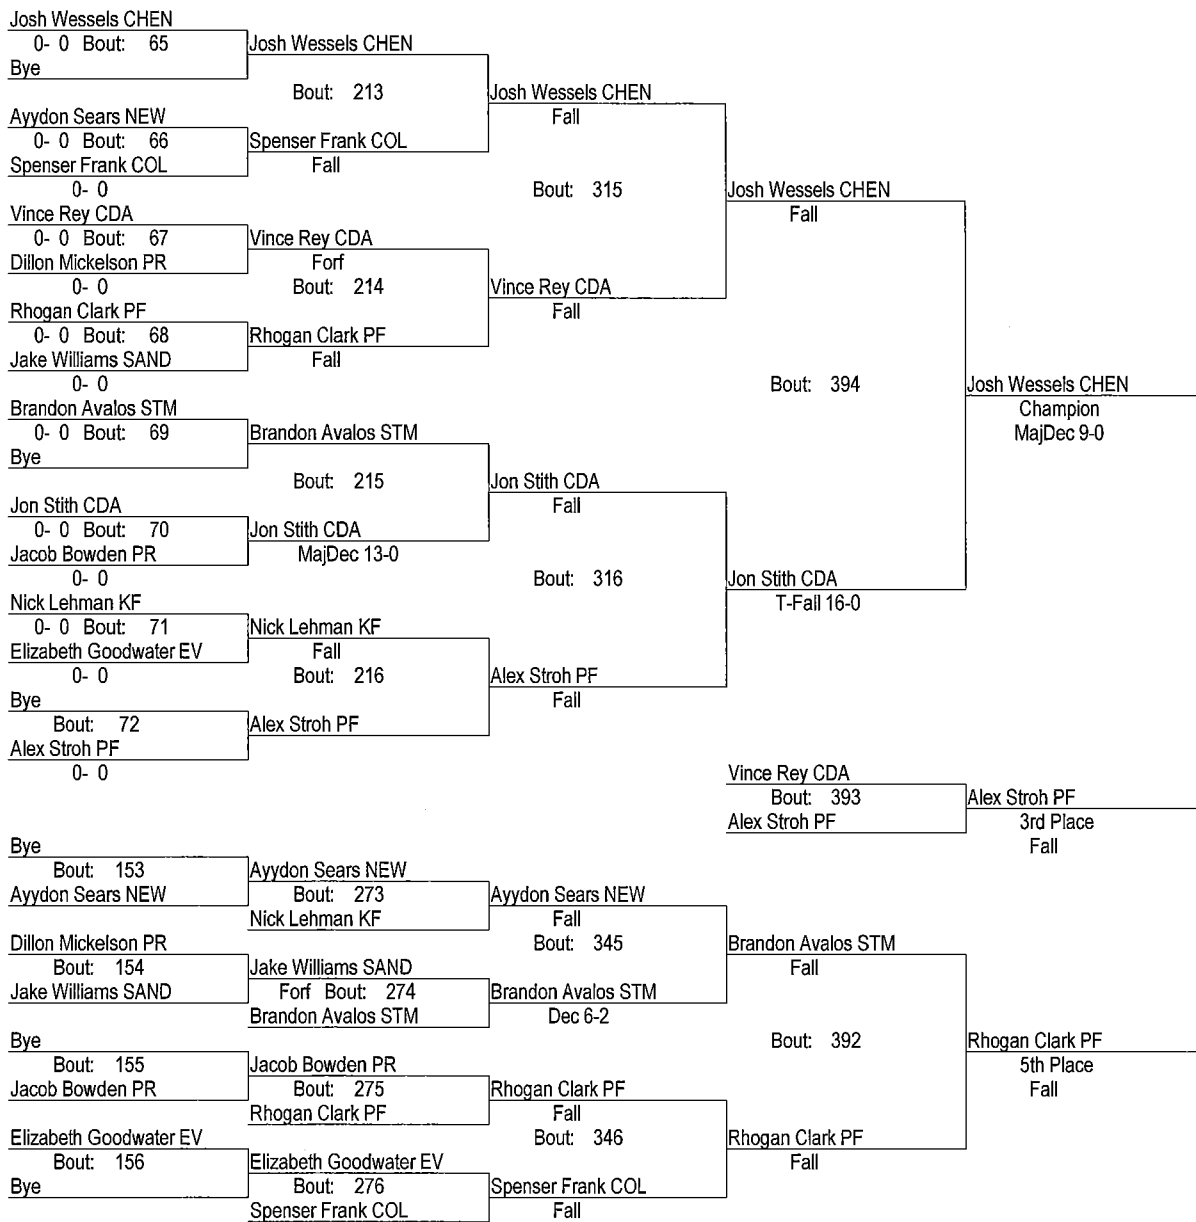 Josh Wessels CHEN
0- 0 Bout: 65
Bye
Josh Wessels CHEN
Bout: 213
Ayydon Sears NEW
0- 0 Bout: 66
Spenser Frank COL
0- 0
Spenser Frank COL
Fall
Josh Wessels CHEN
Fall
Bout: 315
Vince Rey CDA
0- 0 Bout: 67
Dillon Mickelson PR
0- 0
Vince Rey CDA
Forf
Bout: 214
Rhogan Clark PF
0- 0 Bout: 68
Jake Williams SAND
0- 0
Rhogan Clark PF
Fall
Vince Rey CDA
Fall
Josh Wessels CHEN
Fall
Bout: 394
Brandon Avalos STM
0- 0 Bout: 69
Bye
Brandon Avalos STM
Bout: 215
Jon Stith CDA
0- 0 Bout: 70
Jacob Bowden PR
0- 0
Jon Stith CDA
MajDec 13-0
Jon Stith CDA
Fall
Bout: 316
Nick Lehman KF
0- 0 Bout: 71
Elizabeth Goodwater EV
0- 0
Nick Lehman KF
Fall
Bout: 216
Bye
Bout: 72
Alex Stroh PF
0- 0
Alex Stroh PF
Alex Stroh PF
Fall
Jon Stith CDA
T-Fall 16-0
Josh Wessels CHEN
Champion
MajDec 9-0
Vince Rey CDA
Bout: 393
Alex Stroh PF
Alex Stroh PF
3rd Place
Fall
Bye
Bout: 153
Ayydon Sears NEW
Ayydon Sears NEW
Bout: 273
Nick Lehman KF
Ayydon Sears NEW
Fall
Bout: 345
Dillon Mickelson PR
Bout: 154
Jake Williams SAND
Jake Williams SAND
Forf Bout: 274
Brandon Avalos STM
Brandon Avalos STM
Dec 6-2
Brandon Avalos STM
Fall
Bout: 392
Bye
Bout: 155
Jacob Bowden PR
Jacob Bowden PR
Bout: 275
Rhogan Clark PF
Rhogan Clark PF
Fall
Bout: 346
Elizabeth Goodwater EV
Bout: 156
Bye
Elizabeth Goodwater EV
Bout: 276
Spenser Frank COL
Spenser Frank COL
Fall
Rhogan Clark PF
Fall
Rhogan Clark PF
5th Place
Fall